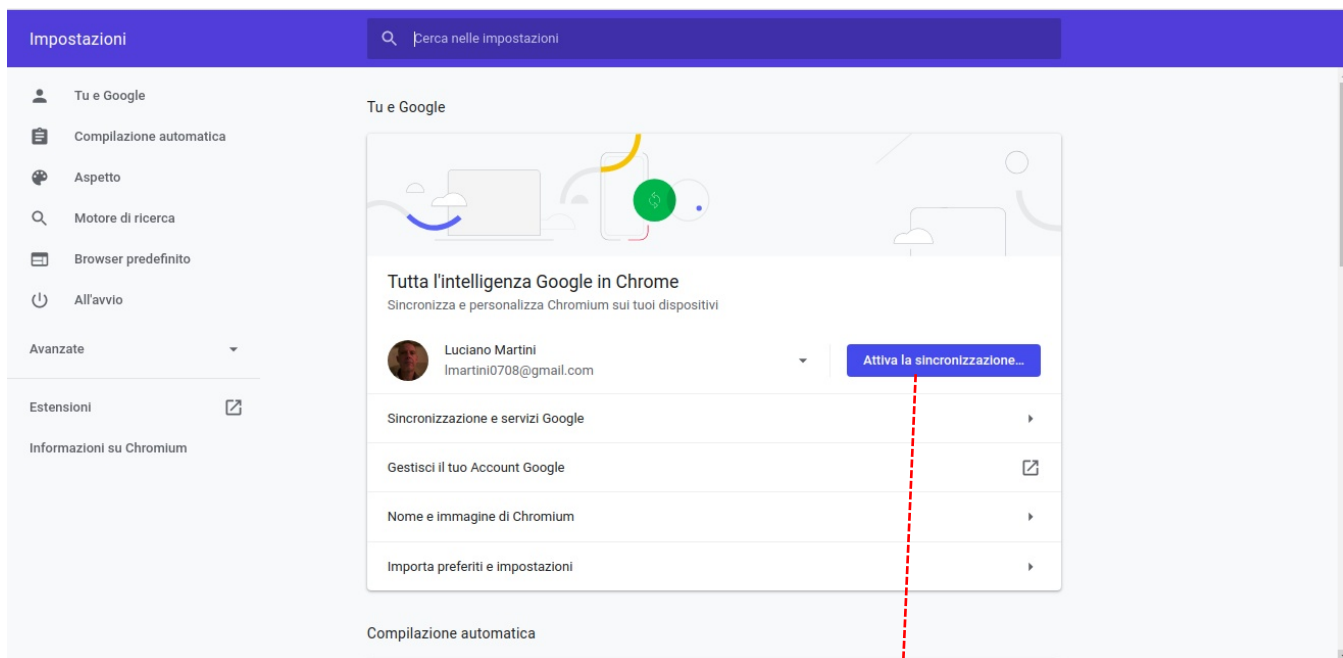 Impostazioni
Cerca nelle impostazioni
Tu e Google
Compilazione automatica
Aspetto
Motore di ricerca
Browser predefinito
All'avvio
Avanzate
Estensioni
Informazioni su Chromium
Tu e Google
Tutta l'intelligenza Google in Chrome
Sincronizza e personalizza Chromium sui tuoi dispositivi
Luciano Martini
lmartini0708@gmail.com
Attiva la sincronizzazione...
Sincronizzazione e servizi Google
Gestisci il tuo Account Google
Nome e immagine di Chromium
Importa preferiti e impostazioni
Compilazione automatica